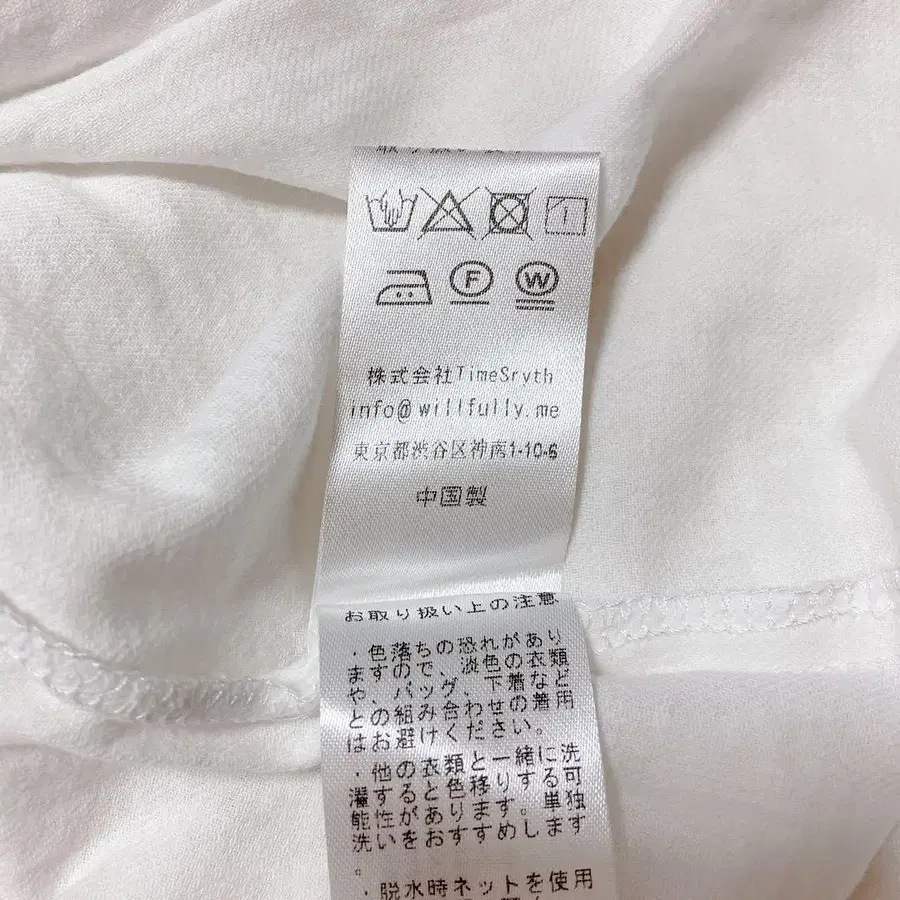 F W
株式会社TimeSryth
info@willfully.me
東京都渋谷区神南1-10-6
中国製
お取り扱い上の注意
・色落ちの恐れがあり
ますので、淡色の衣類
や、バッグ、下着など
との組み合わせの着用
はお避けください。
・他の衣類と一緒に洗
濯すると色移りする可
能性があります。単独
洗いをおすすめします
。
・脱水時ネットを使用